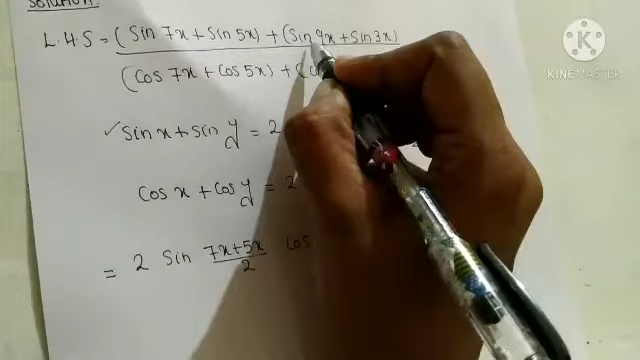 Solution:
L.H.S = (Sin 7x + Sin 5x) + (Sin 9x + Sin 3x)
(Cos 7x + Cos 5x) + (
✓ Sin x + Sin y = 2
Cos x + Cos y = 2
= 2 Sin 7x+5x/2 Cos